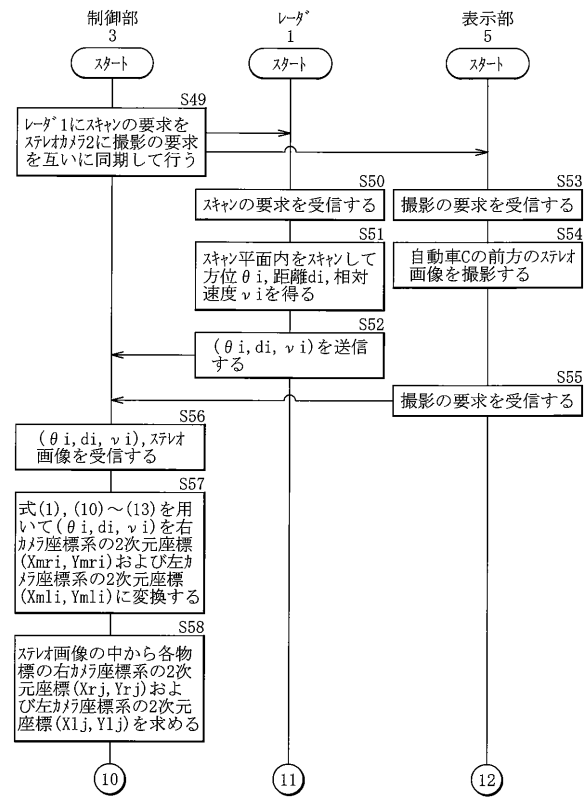 制御部
3
レーダ
1
表示部
5
スタート
スタート
スタート
S49
レーダ1にスキャンの要求を
ステレオカメラ2に撮影の要求
を互いに同期して行う
S50
スキャンの要求を受信する
S53
撮影の要求を受信する
S51
スキャン平面内をスキャンして
方位θi,距離di,相対
速度νiを得る
S54
自動車Cの前方のステレオ
画像を撮影する
S52
(θi,di,νi)を送信
する
S55
撮影の要求を受信する
S56
(θi,di,νi),ステレオ
画像を受信する
S57
式(1),(10)～(13)を用
いて(θi,di,νi)を右
カメラ座標系の2次元座標
(Xmri,Ymri)および左カ
メラ座標系の2次元座標
(Xmli,Ymli)に変換する
S58
ステレオ画像の中から各物
標の右カメラ座標系の2次
元座標(Xrj,Yrj)およ
び左カメラ座標系の2次元
座標(Xlj,Ylj)を求める
10
11
12